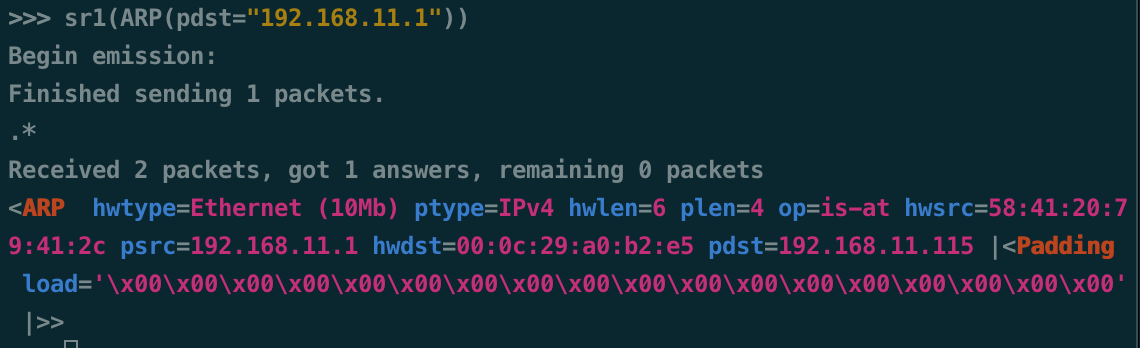 >>> sr1(ARP(pdst="192.168.11.1"))
Begin emission:
Finished sending 1 packets.
.*
Received 2 packets, got 1 answers, remaining 0 packets
<ARP  hwtype=Ethernet (10Mb) ptype=IPv4 hwlen=6 plen=4 op=is-at hwsrc=58:41:20:7
9:41:2c psrc=192.168.11.1 hwdst=00:0c:29:a0:b2:e5 pdst=192.168.11.115 |<Padding
 load='\x00\x00\x00\x00\x00\x00\x00\x00\x00\x00\x00\x00\x00\x00\x00\x00\x00\x00'
 |>>